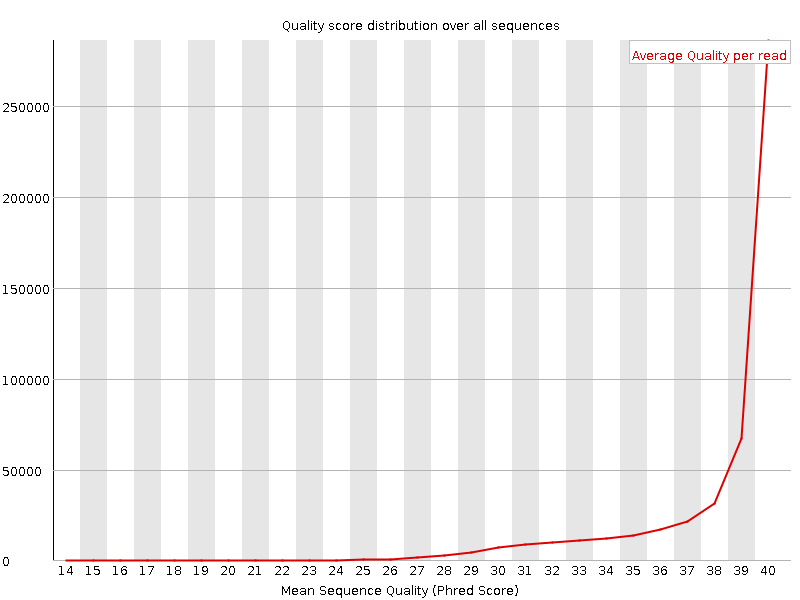 Quality score distribution over all sequences
Average Quality per read
250000
200000
150000
100000
50000
0
14 15 16 17 18 19 20 21 22 23 24 25 26 27 28 29 30 31 32 33 34 35 36 37 38 39 40
Mean Sequence Quality (Phred Score)